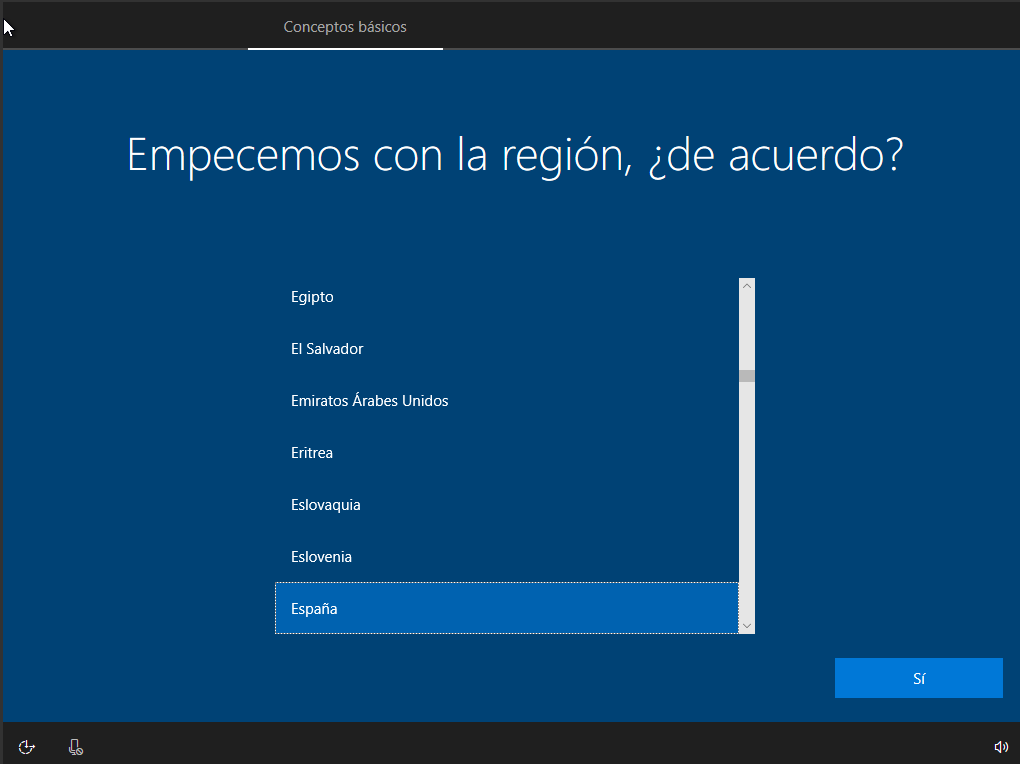 Conceptos básicos
Empecemos con la región, ¿de acuerdo?
Egipto
El Salvador
Emiratos Árabes Unidos
Eritrea
Eslovaquia
Eslovenia
España
Sí